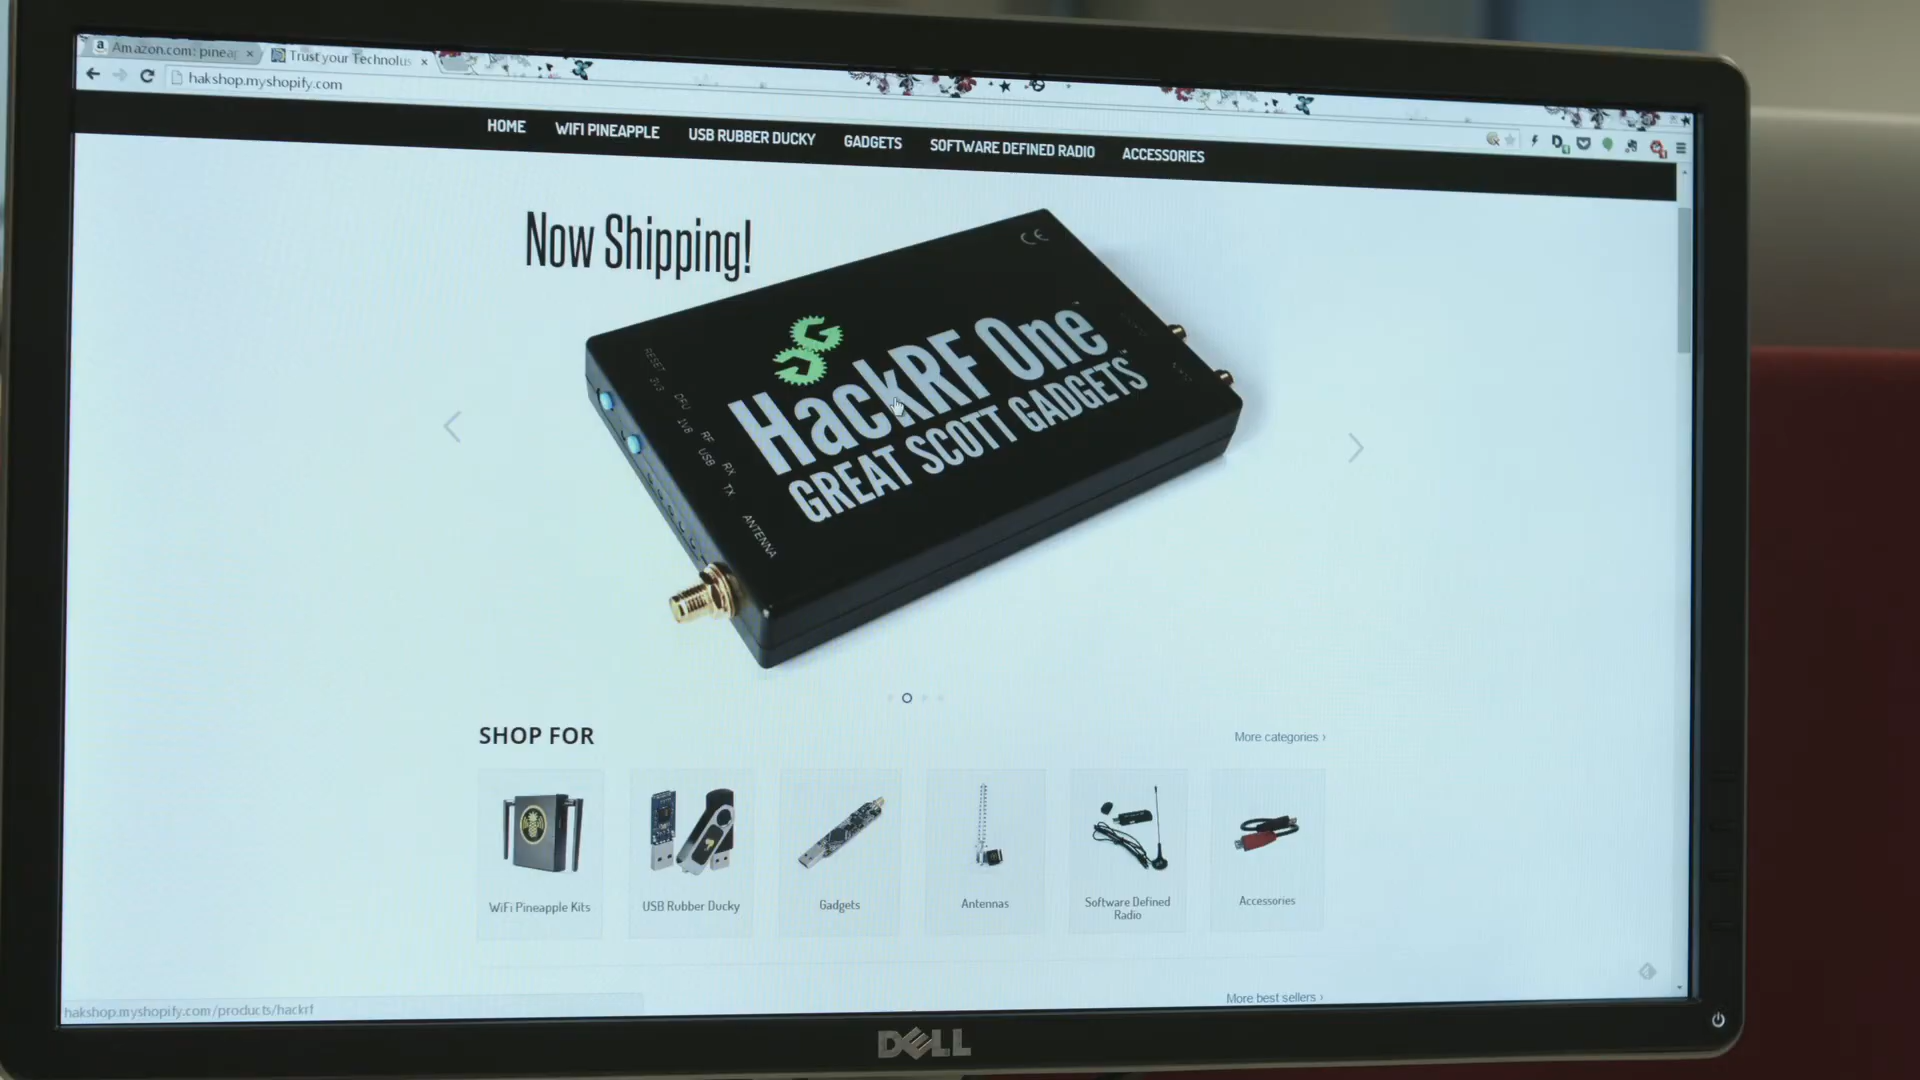 Amazon.com: pineap
Trust your Technolus
hakshop.myshopify.com
HOME
WIFI PINEAPPLE
USB RUBBER DUCKY
GADGETS
SOFTWARE DEFINED RADIO
ACCESSORIES
Now Shipping!
CE
RESET
3V3
DFU
1V8
RF
USB
RX
TX
ANTENNA
HackRF One
GREAT SCOTT GADGETS
SHOP FOR
More categories ›
WiFi Pineapple Kits
USB Rubber Ducky
Gadgets
Antennas
Software Defined
Radio
Accessories
More best sellers ›
hakshop.myshopify.com/products/hackrf
DELL